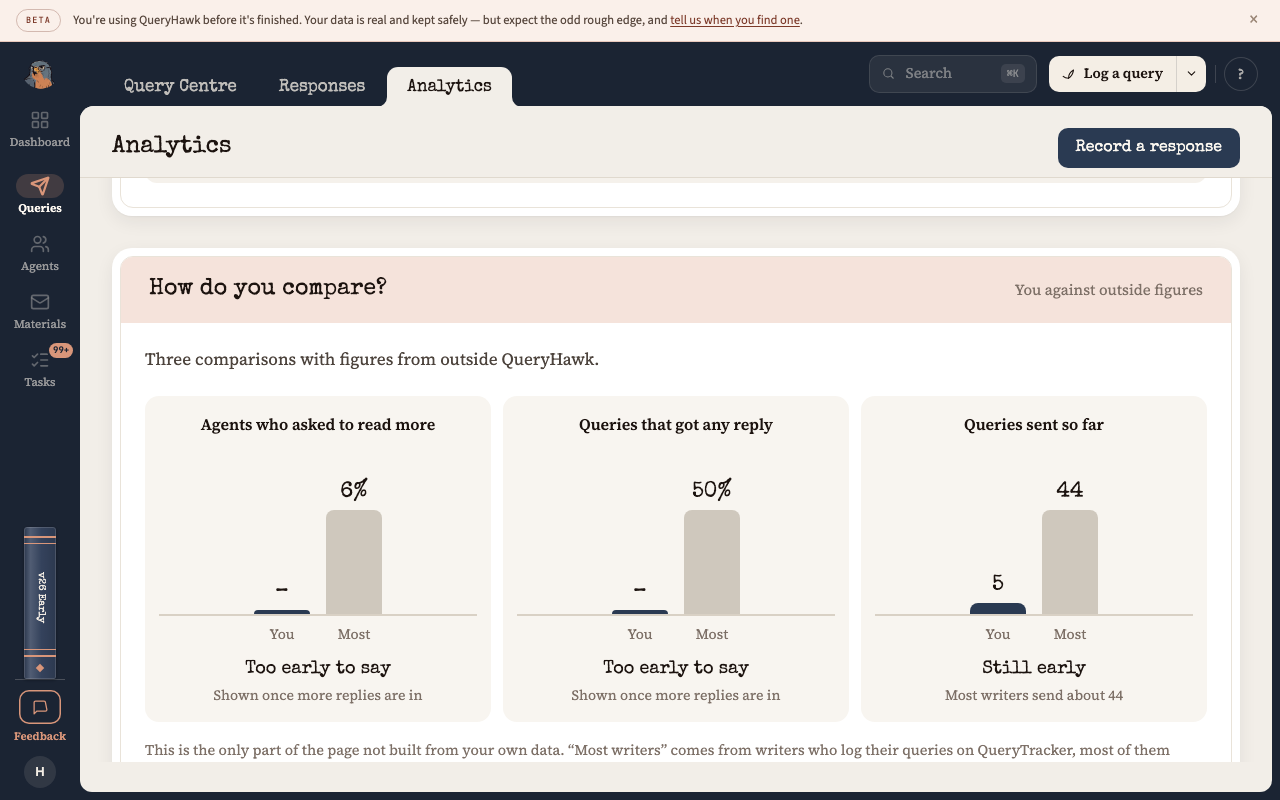 BETA
You're using QueryHawk before it's finished. Your data is real and kept safely — but expect the odd rough edge, and tell us when you find one.
×
Query Centre
Responses
Analytics
Search
⌘K
Log a query
?
Dashboard
Queries
Agents
Materials
99+
Tasks
v26 Early
Feedback
H
Analytics
Record a response
How do you compare?
You against outside figures
Three comparisons with figures from outside QueryHawk.
Agents who asked to read more
–
6%
You
Most
Too early to say
Shown once more replies are in
Queries that got any reply
–
50%
You
Most
Too early to say
Shown once more replies are in
Queries sent so far
5
44
You
Most
Still early
Most writers send about 44
This is the only part of the page not built from your own data. “Most writers” comes from writers who log their queries on QueryTracker, most of them